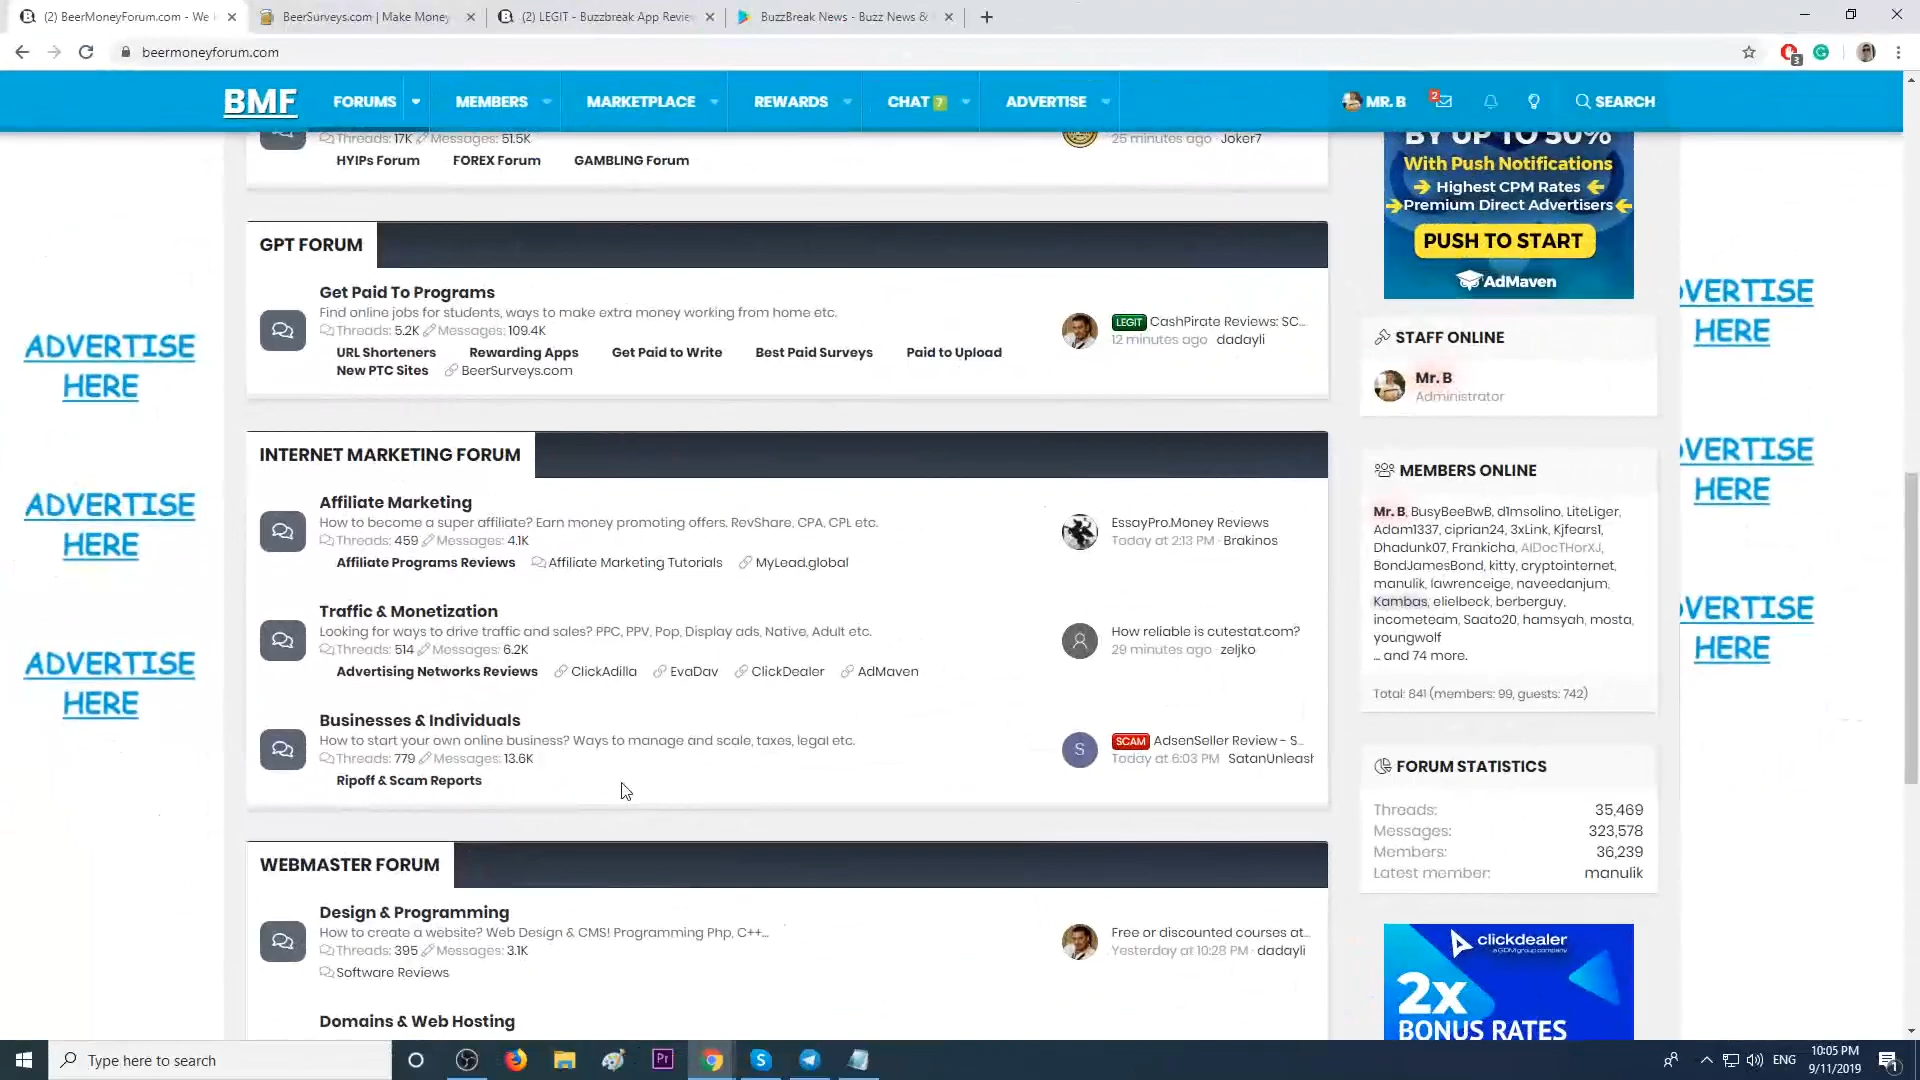 (2) BeerMoneyForum.com - We
BeerSurveys.com | Make Money
(2) LEGIT - Buzzbreak App Revie
BuzzBreak News - Buzz News &
beermoneyforum.com
3
BMF
FORUMS
MEMBERS
MARKETPLACE
REWARDS
CHAT 7
ADVERTISE
MR. B
2
SEARCH
Threads: 17K Messages: 51.5K
25 minutes ago · Joker7
HYIPs Forum FOREX Forum GAMBLING Forum
GPT FORUM
Get Paid To Programs
Find online jobs for students, ways to make extra money working from home etc.
Threads: 5.2K Messages: 109.4K
URL Shorteners Rewarding Apps Get Paid to Write Best Paid Surveys Paid to Upload
New PTC Sites BeerSurveys.com
LEGIT CashPirate Reviews: SC...
12 minutes ago · dadayli
INTERNET MARKETING FORUM
Affiliate Marketing
How to become a super affiliate? Earn money promoting offers. RevShare, CPA, CPL etc.
Threads: 459 Messages: 4.1K
Affiliate Programs Reviews Affiliate Marketing Tutorials MyLead.global
EssayPro.Money Reviews
Today at 2:13 PM · Brakinos
Traffic & Monetization
Looking for ways to drive traffic and sales? PPC, PPV, Pop, Display ads, Native, Adult etc.
Threads: 514 Messages: 6.2K
Advertising Networks Reviews ClickAdilla EvaDav ClickDealer AdMaven
How reliable is cutestat.com?
29 minutes ago · zeljko
Businesses & Individuals
How to start your own online business? Ways to manage and scale, taxes, legal etc.
Threads: 779 Messages: 13.6K
Ripoff & Scam Reports
S
SCAM AdsenSeller Review - S...
Today at 6:03 PM · SatanUnleash
WEBMASTER FORUM
Design & Programming
How to create a website? Web Design & CMS! Programming Php, C++...
Threads: 395 Messages: 3.1K
Software Reviews
Free or discounted courses at...
Yesterday at 10:28 PM · dadayli
Domains & Web Hosting
ADVERTISE
HERE
ADVERTISE
HERE
ADVERTISE
HERE
BY UP TO 50%
With Push Notifications
Highest CPM Rates
Premium Direct Advertisers
PUSH TO START
AdMaven
STAFF ONLINE
Mr. B
Administrator
MEMBERS ONLINE
Mr. B, BusyBeeBwB, d1msolino, LiteLiger,
Adam1337, ciprian24, 3xLink, Kjfears1,
Dhadunk07, Frankicha, AlDocTHorXJ,
BondJamesBond, kitty, cryptointernet,
manulik, lawrenceige, naveedanjum,
Kambas, elielbeck, berberguy,
incometeam, Saato20, hamsyah, mosta,
youngwolf
... and 74 more.
Total: 841 (members: 99, guests: 742)
FORUM STATISTICS
Threads: 35,469
Messages: 323,578
Members: 36,239
Latest member: manulik
clickdealer
2x
BONUS RATES
VERTISE
HERE
VERTISE
HERE
VERTISE
HERE
Type here to search
Pr
ENG
10:05 PM
9/11/2019
1